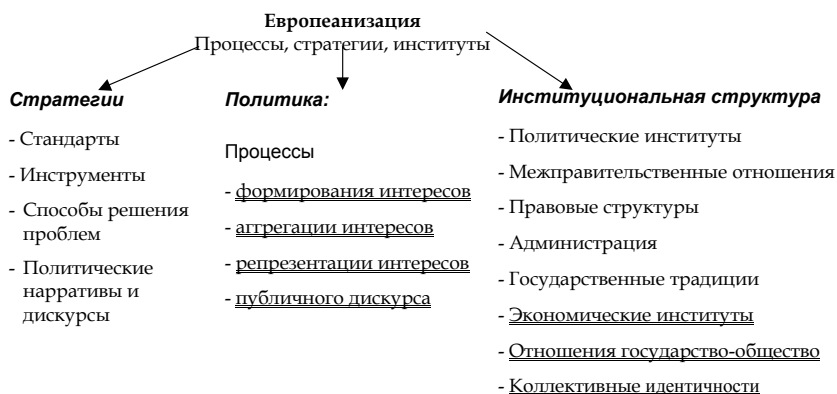 Европеанизация
Процессы, стратегии, институты
Стратегии
- Стандарты
- Инструменты
- Способы решения
проблем
- Политические
нарративы и
дискурсы
Политика:
Процессы
- формирования интересов
- аггрегации интересов
- репрезентации интересов
- публичного дискурса
Институциональная структура
- Политические институты
- Межправительственные отношения
- Правовые структуры
- Администрация
- Государственные традиции
- Экономические институты
- Отношения государство-общество
- Коллективные идентичности